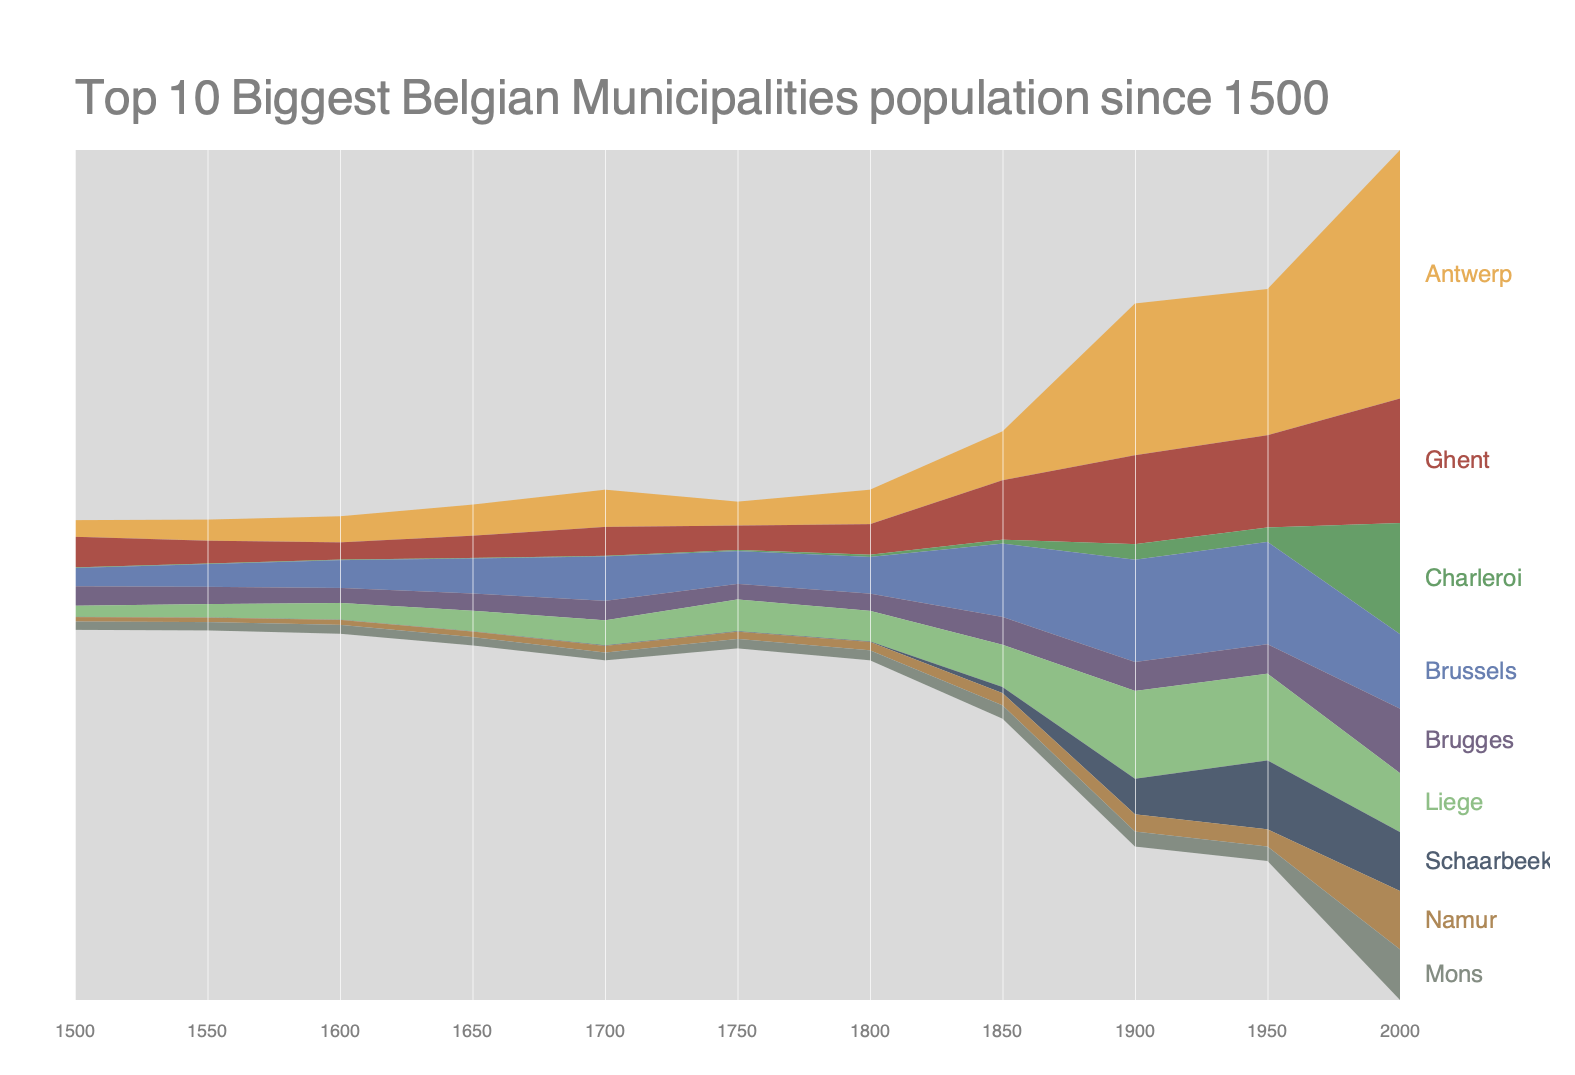 Top 10 Biggest Belgian Municipalities population since 1500
Antwerp
Ghent
Charleroi
Brussels
Brugges
Liege
Schaarbeek
Namur
Mons
1500 1550 1600 1650 1700 1750 1800 1850 1900 1950 2000